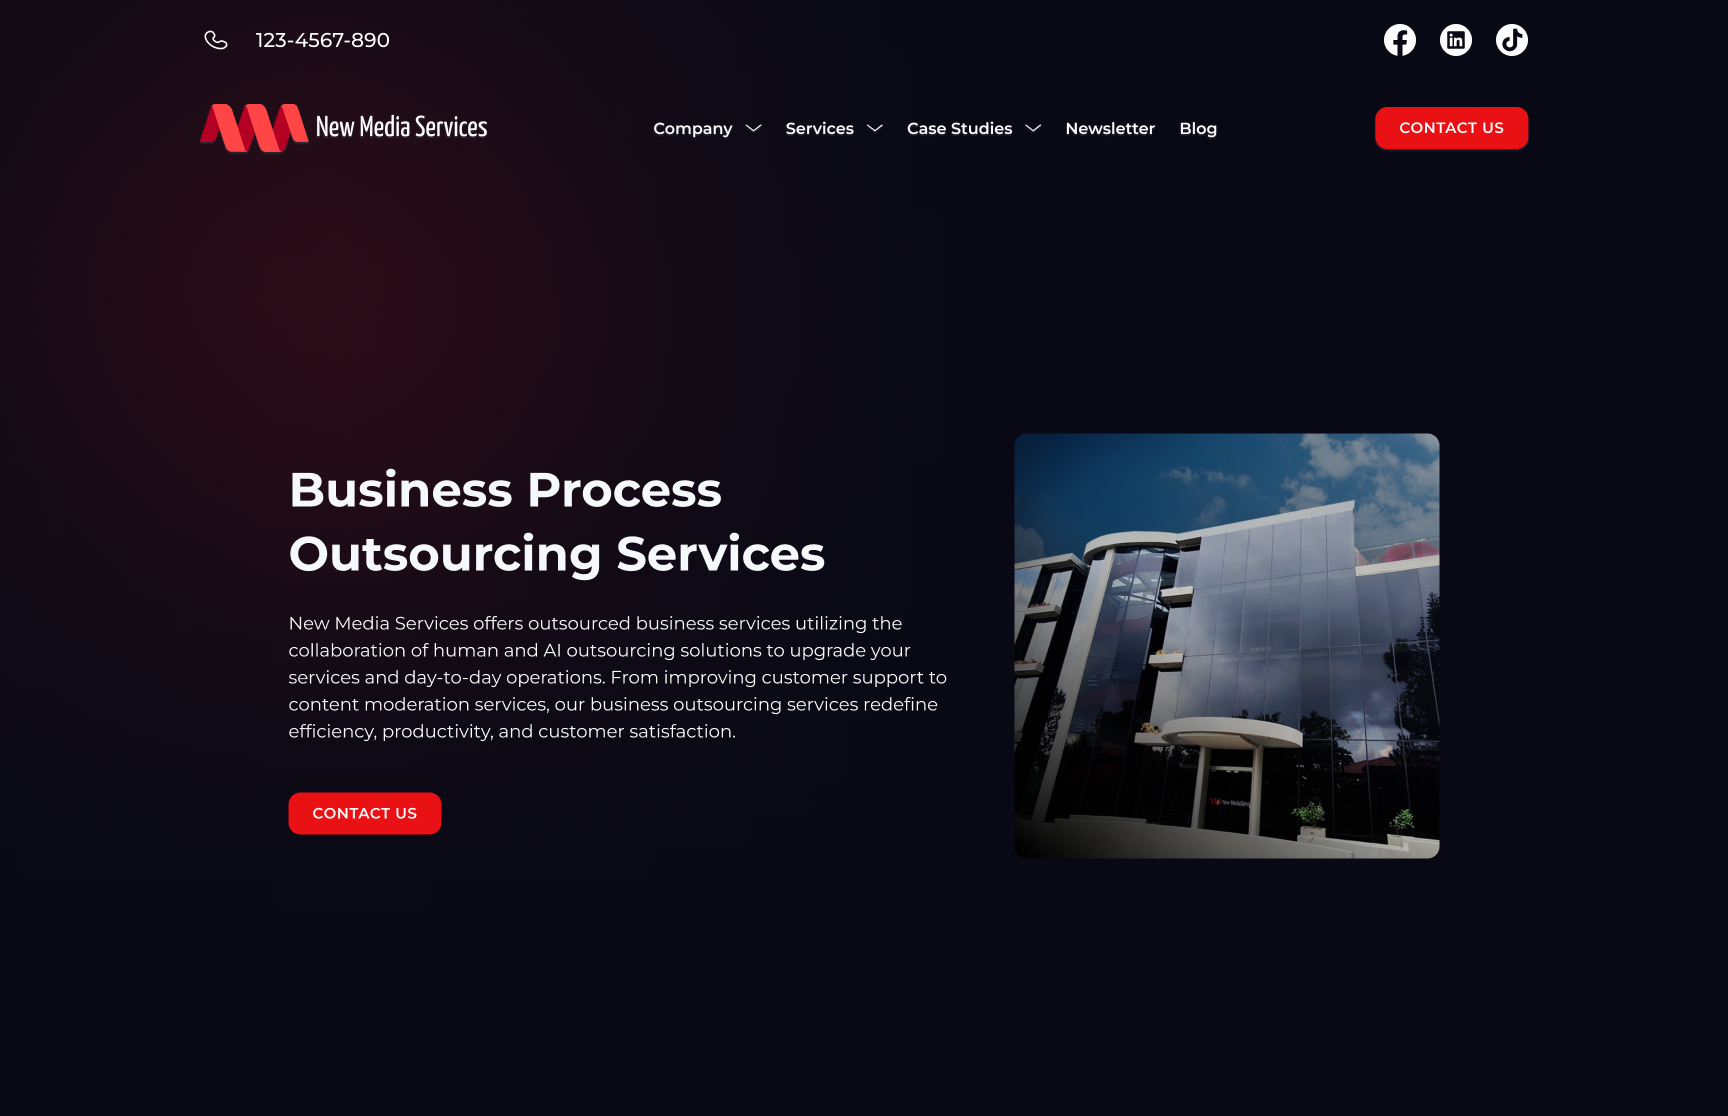 123-4567-890
New Media Services
Company
Services
Case Studies
Newsletter
Blog
CONTACT US
Business Process
Outsourcing Services
New Media Services offers outsourced business services utilizing the
collaboration of human and AI outsourcing solutions to upgrade your
services and day-to-day operations. From improving customer support to
content moderation services, our business outsourcing services redefine
efficiency, productivity, and customer satisfaction.
CONTACT US